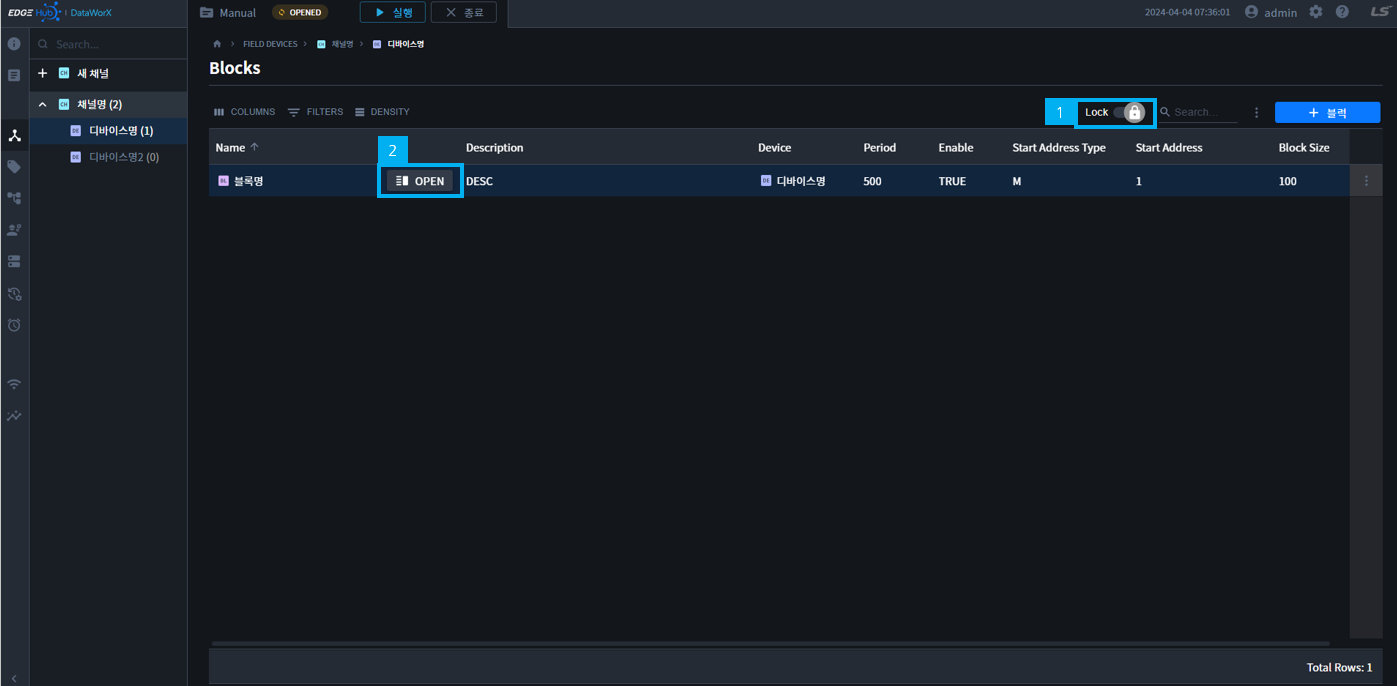 EDGE Hub | DataWorX
Manual
OPENED
실행
종료
2024-04-04 07:36:01
admin
LS
Search...
새 채널
채널명 (2)
디바이스명 (1)
디바이스명2 (0)
FIELD DEVICES
CH 채널명
DE 디바이스명
Blocks
COLUMNS
FILTERS
DENSITY
1
Lock
Search...
+ 블럭
2
Name Description Device Period Enable Start Address Type Start Address Block Size
BL 블록명 OPEN DESC DE 디바이스명 500 TRUE M 1 100
Total Rows: 1